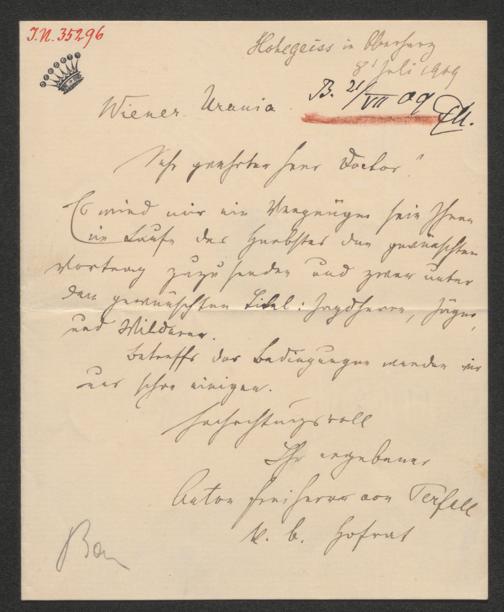 J.N. 35296
Hohegeiss im Oberharz
8 Juli 1909
B. 21/VII 09
Wiener Urania
Sehr geehrter Herr Doctor!
Es wird mir ein Vergnügen sein Ihnen
im Laufe des Herbstes den gewünschten
Vortrag zuzusenden und zwar unter
dem gewünschten Titel: Jagdherren, Jäger,
und Wilderer.
Betreffs der Bedingungen werden wir
uns schon einigen.
Hochachtungsvoll
Ihr ergebener
Anton Freiherr von Perfall
K. b. Hofrat